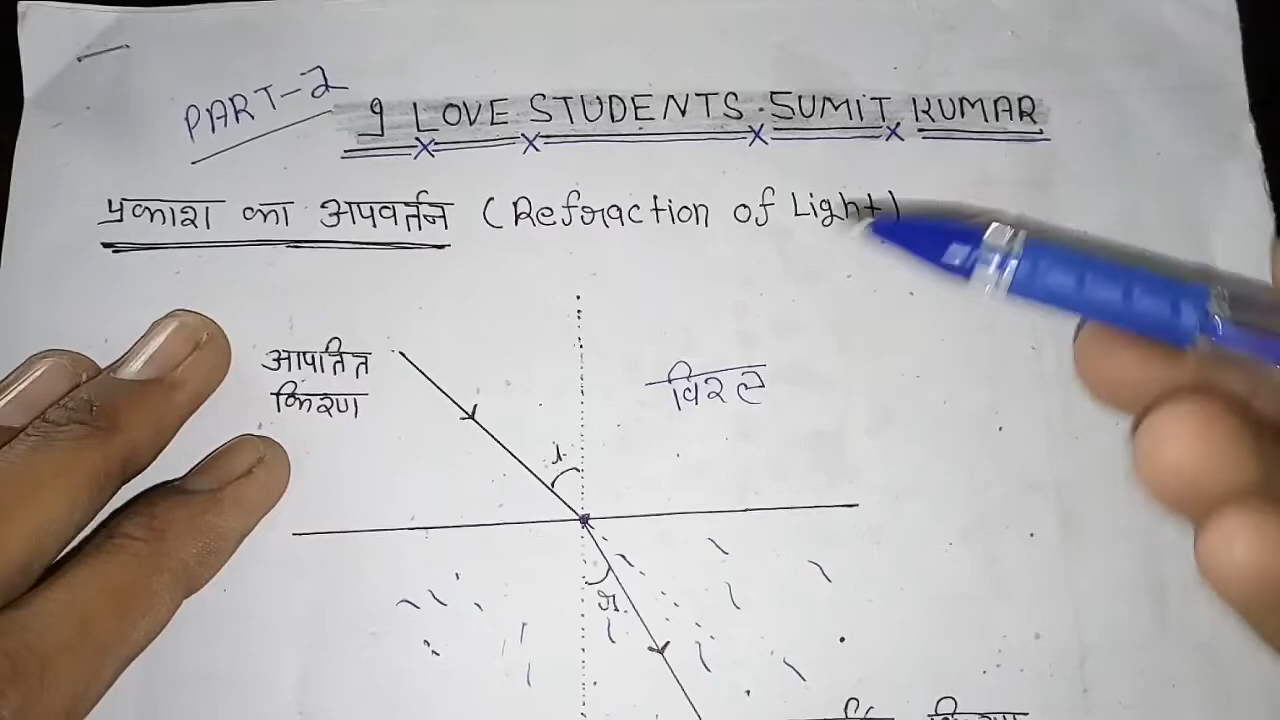 PART-2
I LOVE STUDENTS. SUMIT KUMAR
प्रकाश का अपवर्तन (Refraction of Light)
आपतित
किरण
विरल
i
r